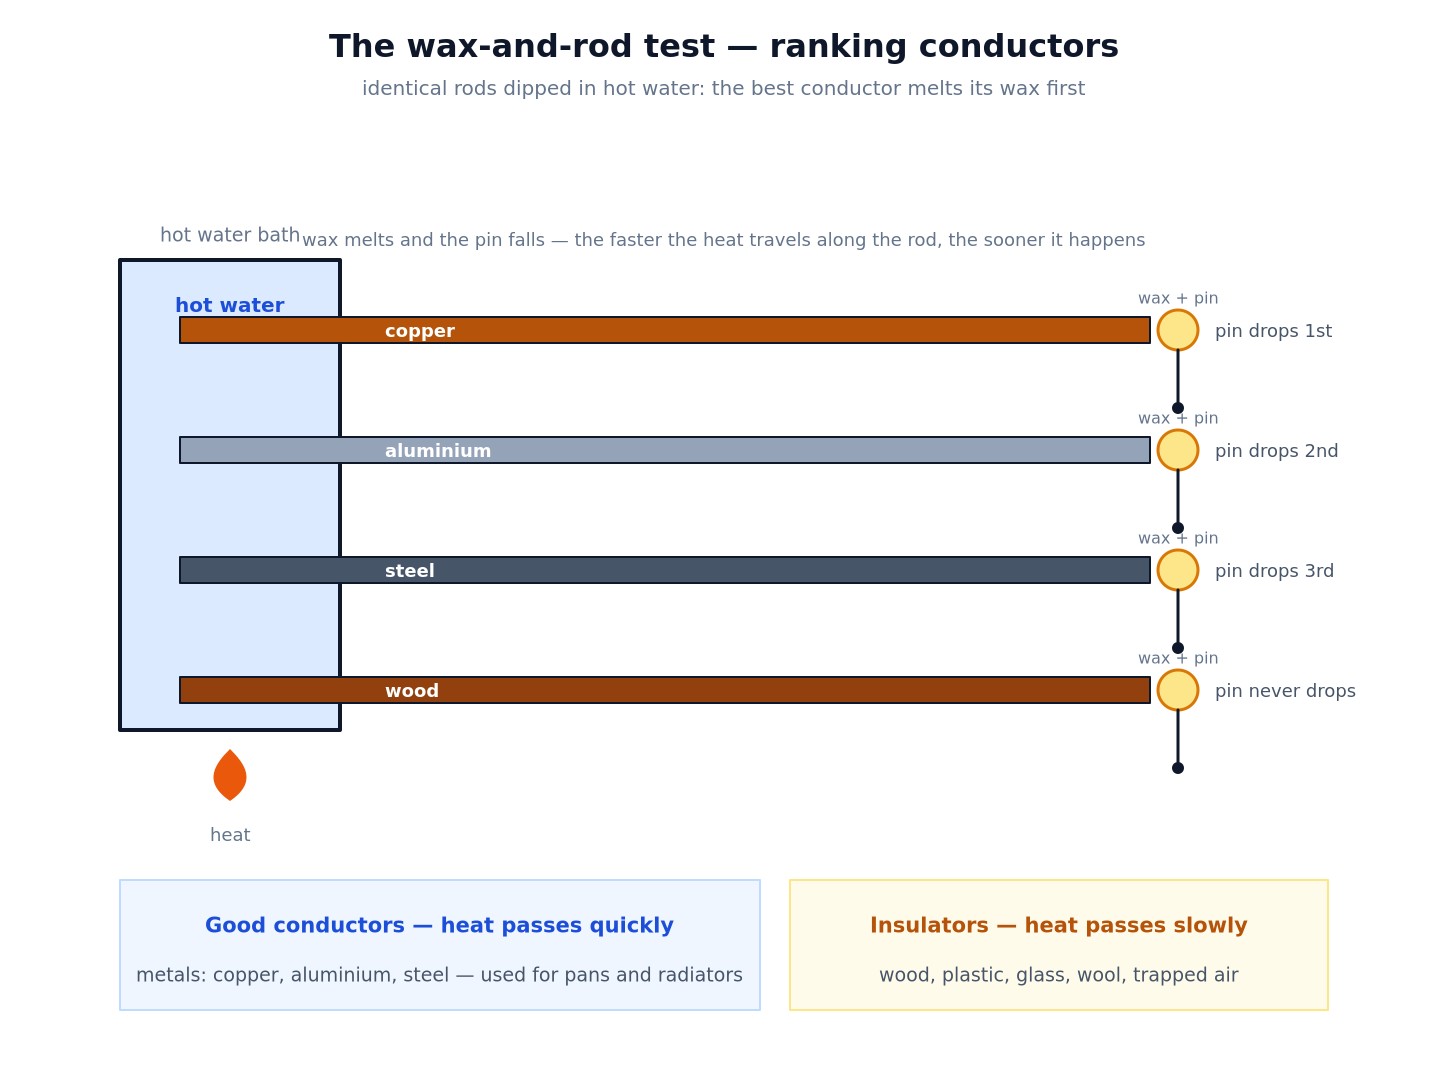 The wax-and-rod test — ranking conductors
identical rods dipped in hot water: the best conductor melts its wax first
hot water bath
wax melts and the pin falls — the faster the heat travels along the rod, the sooner it happens
hot water
wax + pin
copper
pin drops 1st
wax + pin
aluminium
pin drops 2nd
wax + pin
steel
pin drops 3rd
wax + pin
wood
pin never drops
heat
Good conductors — heat passes quickly
metals: copper, aluminium, steel — used for pans and radiators
Insulators — heat passes slowly
wood, plastic, glass, wool, trapped air